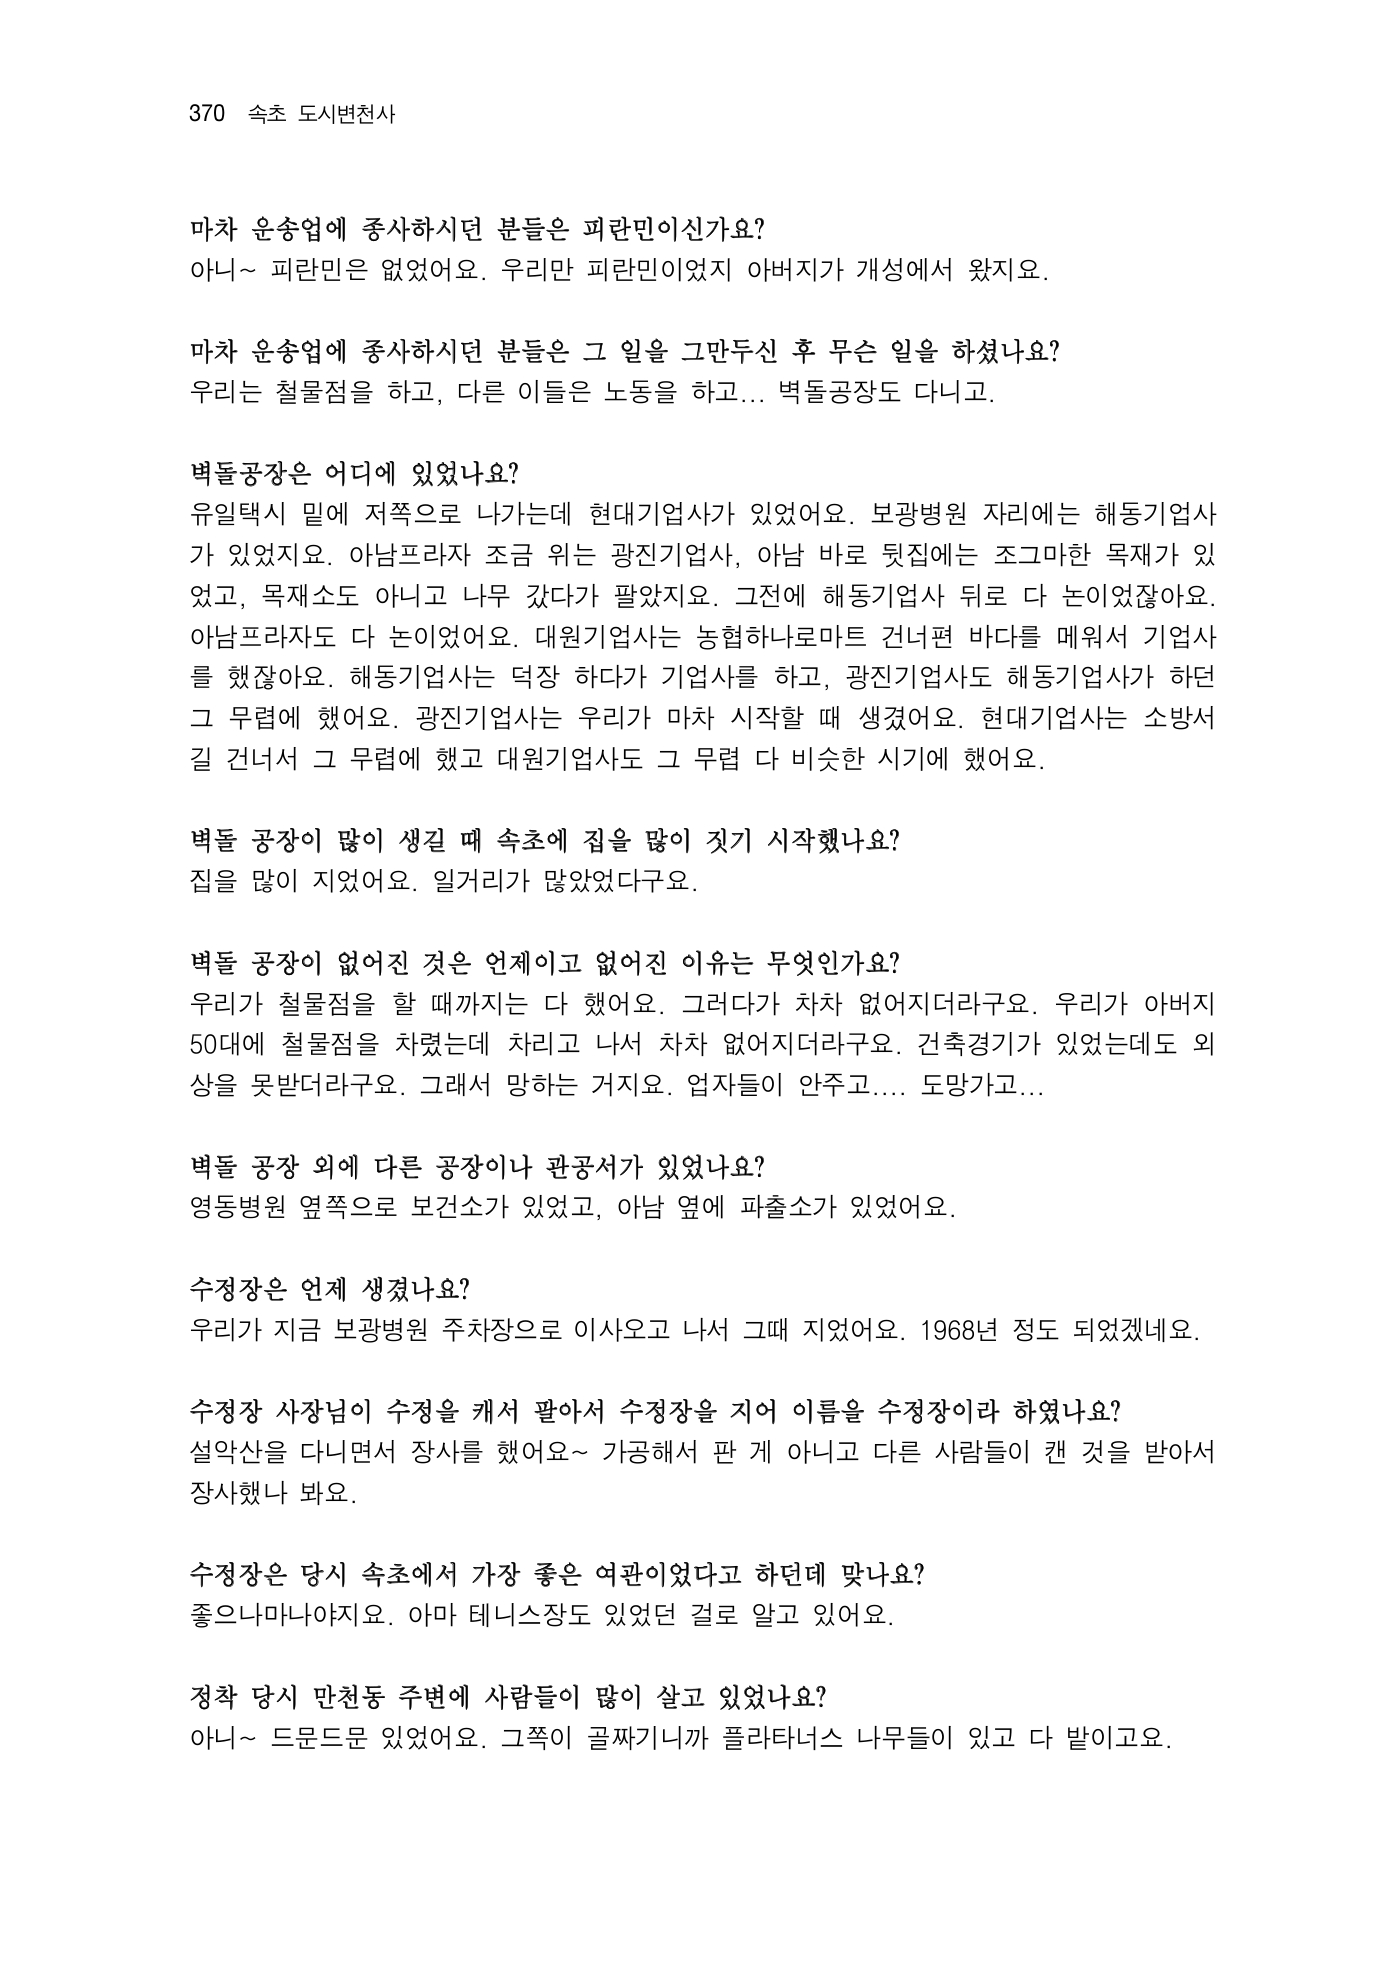 370 속초 도시변천사
마차 운송업에 종사하시던 분들은 피란민이신가요?
아니~ 피란민은 없었어요. 우리만 피란민이었지 아버지가 개성에서 왔지요.
마차 운송업에 종사하시던 분들은 그 일을 그만두신 후 무슨 일을 하셨나요?
우리는 철물점을 하고, 다른 이들은 노동을 하고... 벽돌공장도 다니고.
벽돌공장은 어디에 있었나요?
유일택시 밑에 저쪽으로 나가는데 현대기업사가 있었어요. 보광병원 자리에는 해동기업사
가 있었지요. 아남프라자 조금 위는 광진기업사, 아남 바로 뒷집에는 조그마한 목재가 있
었고, 목재소도 아니고 나무 갔다가 팔았지요. 그전에 해동기업사 뒤로 다 논이었잖아요.
아남프라자도 다 논이었어요. 대원기업사는 농협하나로마트 건너편 바다를 메워서 기업사
를 했잖아요. 해동기업사는 덕장 하다가 기업사를 하고, 광진기업사도 해동기업사가 하던
그 무렵에 했어요. 광진기업사는 우리가 마차 시작할 때 생겼어요. 현대기업사는 소방서
길 건너서 그 무렵에 했고 대원기업사도 그 무렵 다 비슷한 시기에 했어요.
벽돌 공장이 많이 생길 때 속초에 집을 많이 짓기 시작했나요?
집을 많이 지었어요. 일거리가 많았었다구요.
벽돌 공장이 없어진 것은 언제이고 없어진 이유는 무엇인가요?
우리가 철물점을 할 때까지는 다 했어요. 그러다가 차차 없어지더라구요. 우리가 아버지
50대에 철물점을 차렸는데 차리고 나서 차차 없어지더라구요. 건축경기가 있었는데도 외
상을 못받더라구요. 그래서 망하는 거지요. 업자들이 안주고.... 도망가고...
벽돌 공장 외에 다른 공장이나 관공서가 있었나요?
영동병원 옆쪽으로 보건소가 있었고, 아남 옆에 파출소가 있었어요.
수정장은 언제 생겼나요?
우리가 지금 보광병원 주차장으로 이사오고 나서 그때 지었어요. 1968년 정도 되었겠네요.
수정장 사장님이 수정을 캐서 팔아서 수정장을 지어 이름을 수정장이라 하였나요?
설악산을 다니면서 장사를 했어요~ 가공해서 판 게 아니고 다른 사람들이 캔 것을 받아서
장사했나 봐요.
수정장은 당시 속초에서 가장 좋은 여관이었다고 하던데 맞나요?
좋으나마나야지요. 아마 테니스장도 있었던 걸로 알고 있어요.
정착 당시 만천동 주변에 사람들이 많이 살고 있었나요?
아니~ 드문드문 있었어요. 그쪽이 골짜기니까 플라타너스 나무들이 있고 다 밭이고요.